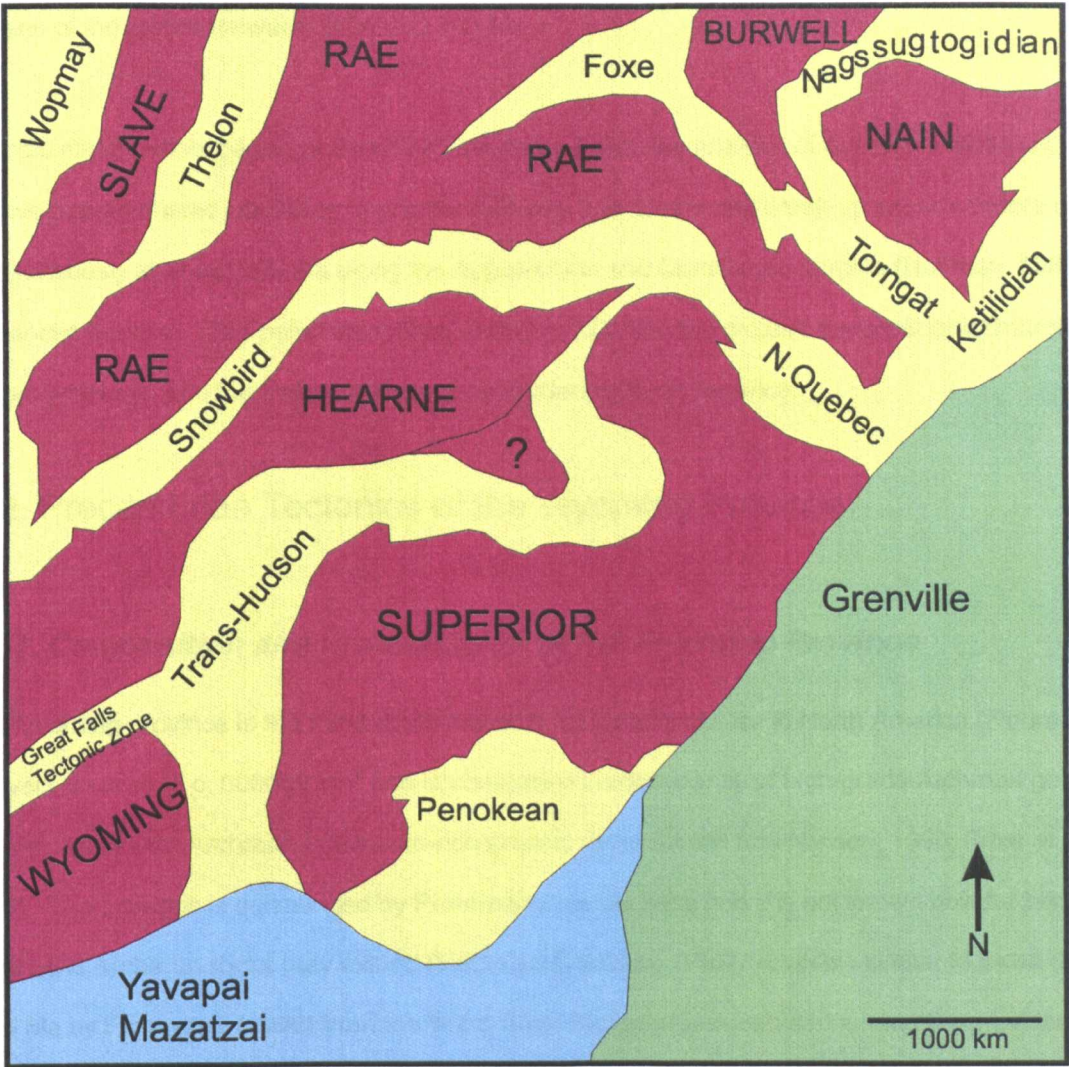 Wopmay
SLAVE
Thelon
RAE
Foxe
BURWELL
Nagssugtogidian
NAIN
RAE
Torngat
Ketilidian
RAE
Snowbird
HEARNE
?
N.Quebec
Trans-Hudson
SUPERIOR
Grenville
Great Falls
Tectonic Zone
WYOMING
Penokean
N
Yavapai
Mazatzai
1000 km